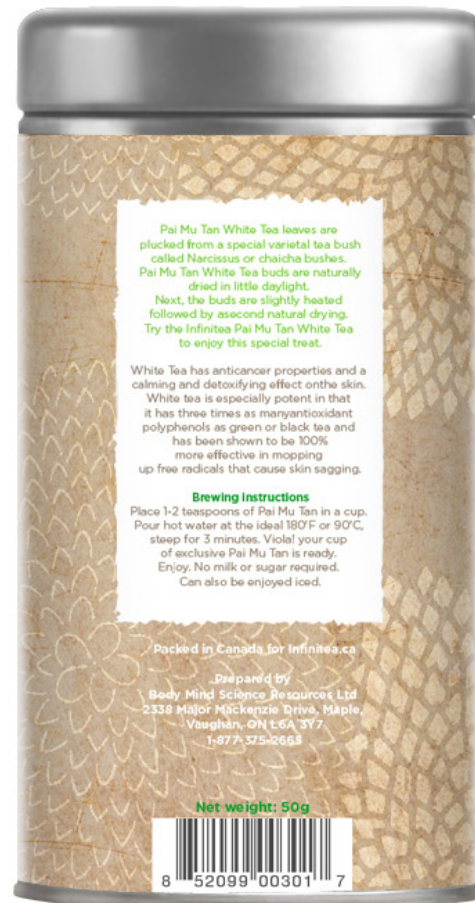 Pai Mu Tan White Tea leaves are
plucked from a special varietal tea bush
called Narcissus or chaicha bushes.
Pai Mu Tan White Tea buds are naturally
dried in little daylight.
Next, the buds are slightly heated
followed by asecond natural drying.
Try the Infinitea Pai Mu Tan White Tea
to enjoy this special treat.
White Tea has anticancer properties and a
calming and detoxifying effect onthe skin.
White tea is especially potent in that
it has three times as manyantioxidant
polyphenols as green or black tea and
has been shown to be 100%
more effective in mopping
up free radicals that cause skin sagging.
Brewing Instructions
Place 1-2 teaspoons of Pai Mu Tan in a cup.
Pour hot water at the ideal 180°F or 90°C,
steep for 3 minutes. Viola! your cup
of exclusive Pai Mu Tan is ready.
Enjoy. No milk or sugar required.
Can also be enjoyed iced.
Packed in Canada for Infinitea.ca
Prepared by
Body Mind Science Resources Ltd
2338 Major Mackenzie Drive, Maple,
Vaughan, ON L6A 3Y7
1-877-375-2665
Net weight: 50g
8 52099 00301 7